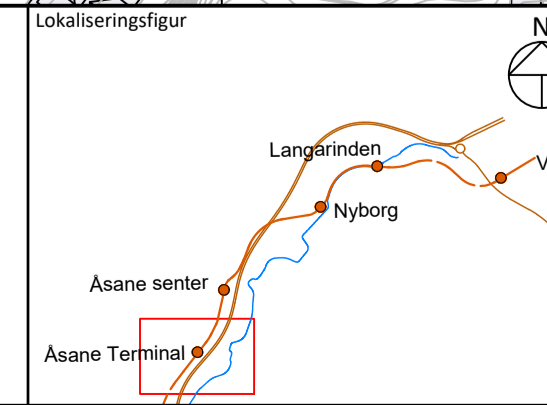 Lokaliseringsfigur
N
Langarinden
V
Nyborg
Åsane senter
Åsane Terminal